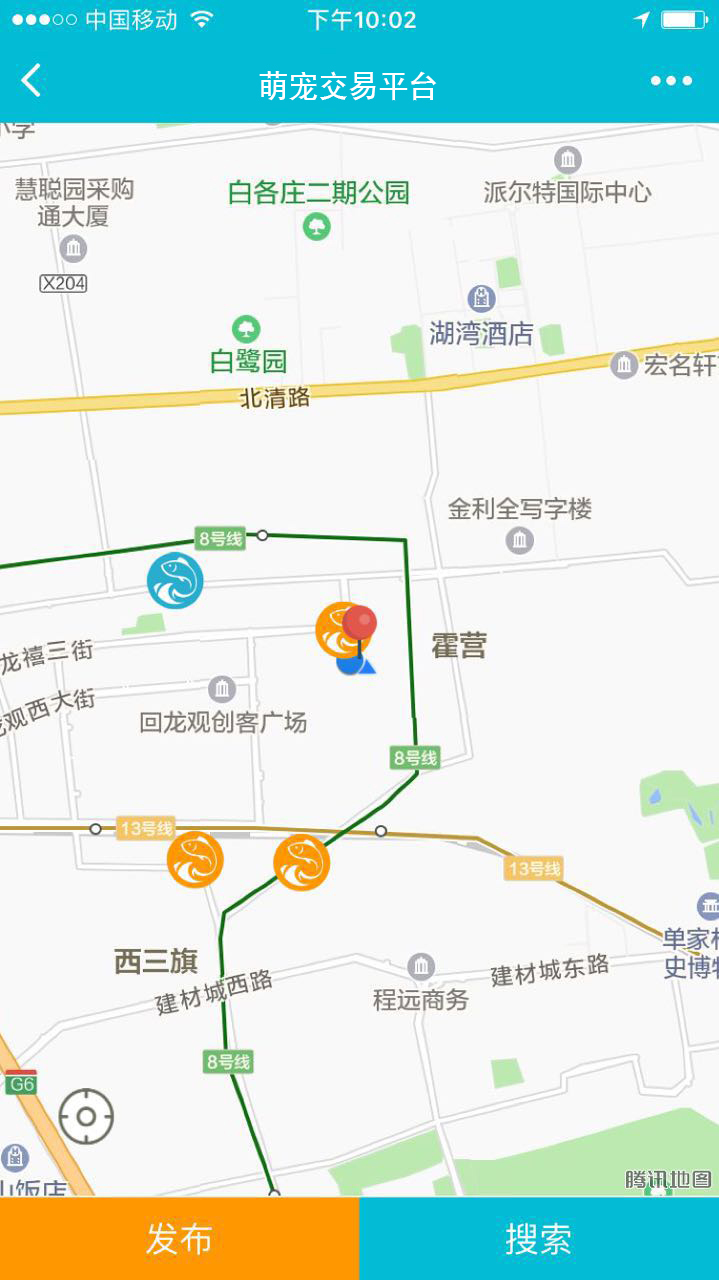 中国移动
下午10:02
萌宠交易平台
小学
慧聪园采购
通大厦
白各庄二期公园
派尔特国际中心
X204
湖湾酒店
白鹭园
宏名轩
北清路
金利全写字楼
8号线
霍营
龙禧三街
观西大街
回龙观创客广场
8号线
13号线
13号线
单家村
史博物
西三旗
建材城西路
建材城东路
程远商务
8号线
G6
山饭店
腾讯地图
发布
搜索